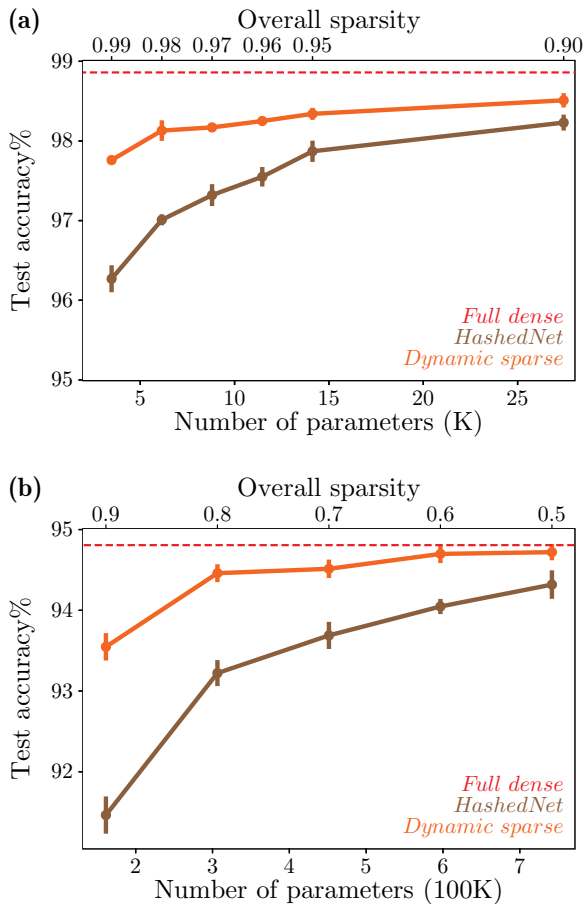 (a)
Overall sparsity
0.99 0.98 0.97 0.96 0.95 0.90
99
98
97
96
95
Test accuracy%
Full dense
HashedNet
Dynamic sparse
5 10 15 20 25
Number of parameters (K)
(b)
Overall sparsity
0.9 0.8 0.7 0.6 0.5
95
94
93
92
Test accuracy%
Full dense
HashedNet
Dynamic sparse
2 3 4 5 6 7
Number of parameters (100K)